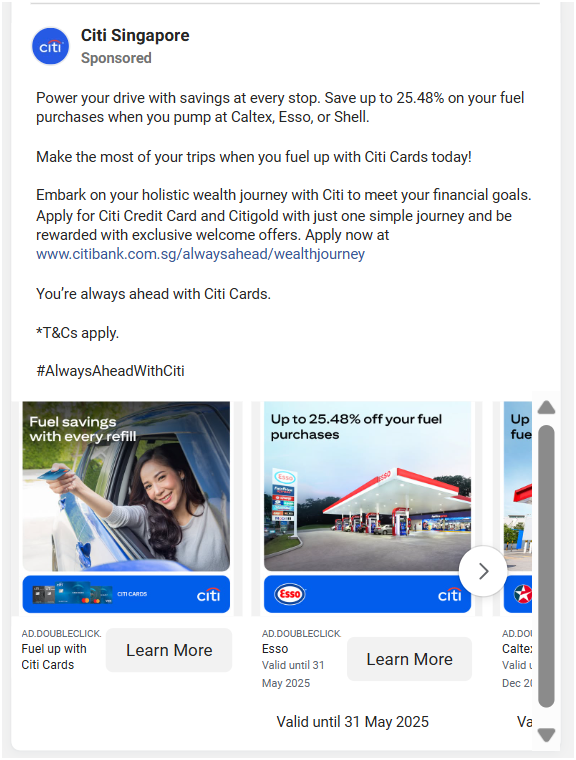 Citi Singapore
Sponsored
Power your drive with savings at every stop. Save up to 25.48% on your fuel
purchases when you pump at Caltex, Esso, or Shell.
Make the most of your trips when you fuel up with Citi Cards today!
Embark on your holistic wealth journey with Citi to meet your financial goals.
Apply for Citi Credit Card and Citigold with just one simple journey and be
rewarded with exclusive welcome offers. Apply now at
www.citibank.com.sg/alwaysahead/wealthjourney
You’re always ahead with Citi Cards.
*T&Cs apply.
#AlwaysAheadWithCiti
Fuel savings
with every refill
CITI CARDS
citi
AD.DOUBLECLICK.
Fuel up with
Citi Cards
Learn More
Up to 25.48% off your fuel
purchases
Esso
Esso
citi
AD.DOUBLECLICK.
Esso
Valid until 31
May 2025
Learn More
Valid until 31 May 2025
Up
fue
AD.DOU
Calte
Valid u
Dec 20
Va